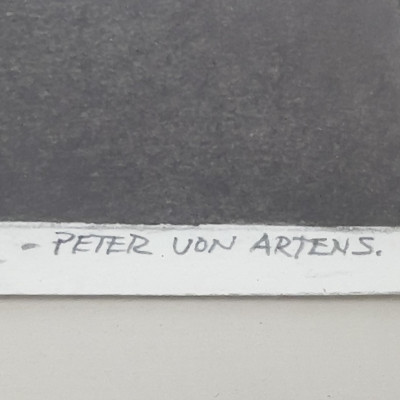 - PETER VON ARTENS.